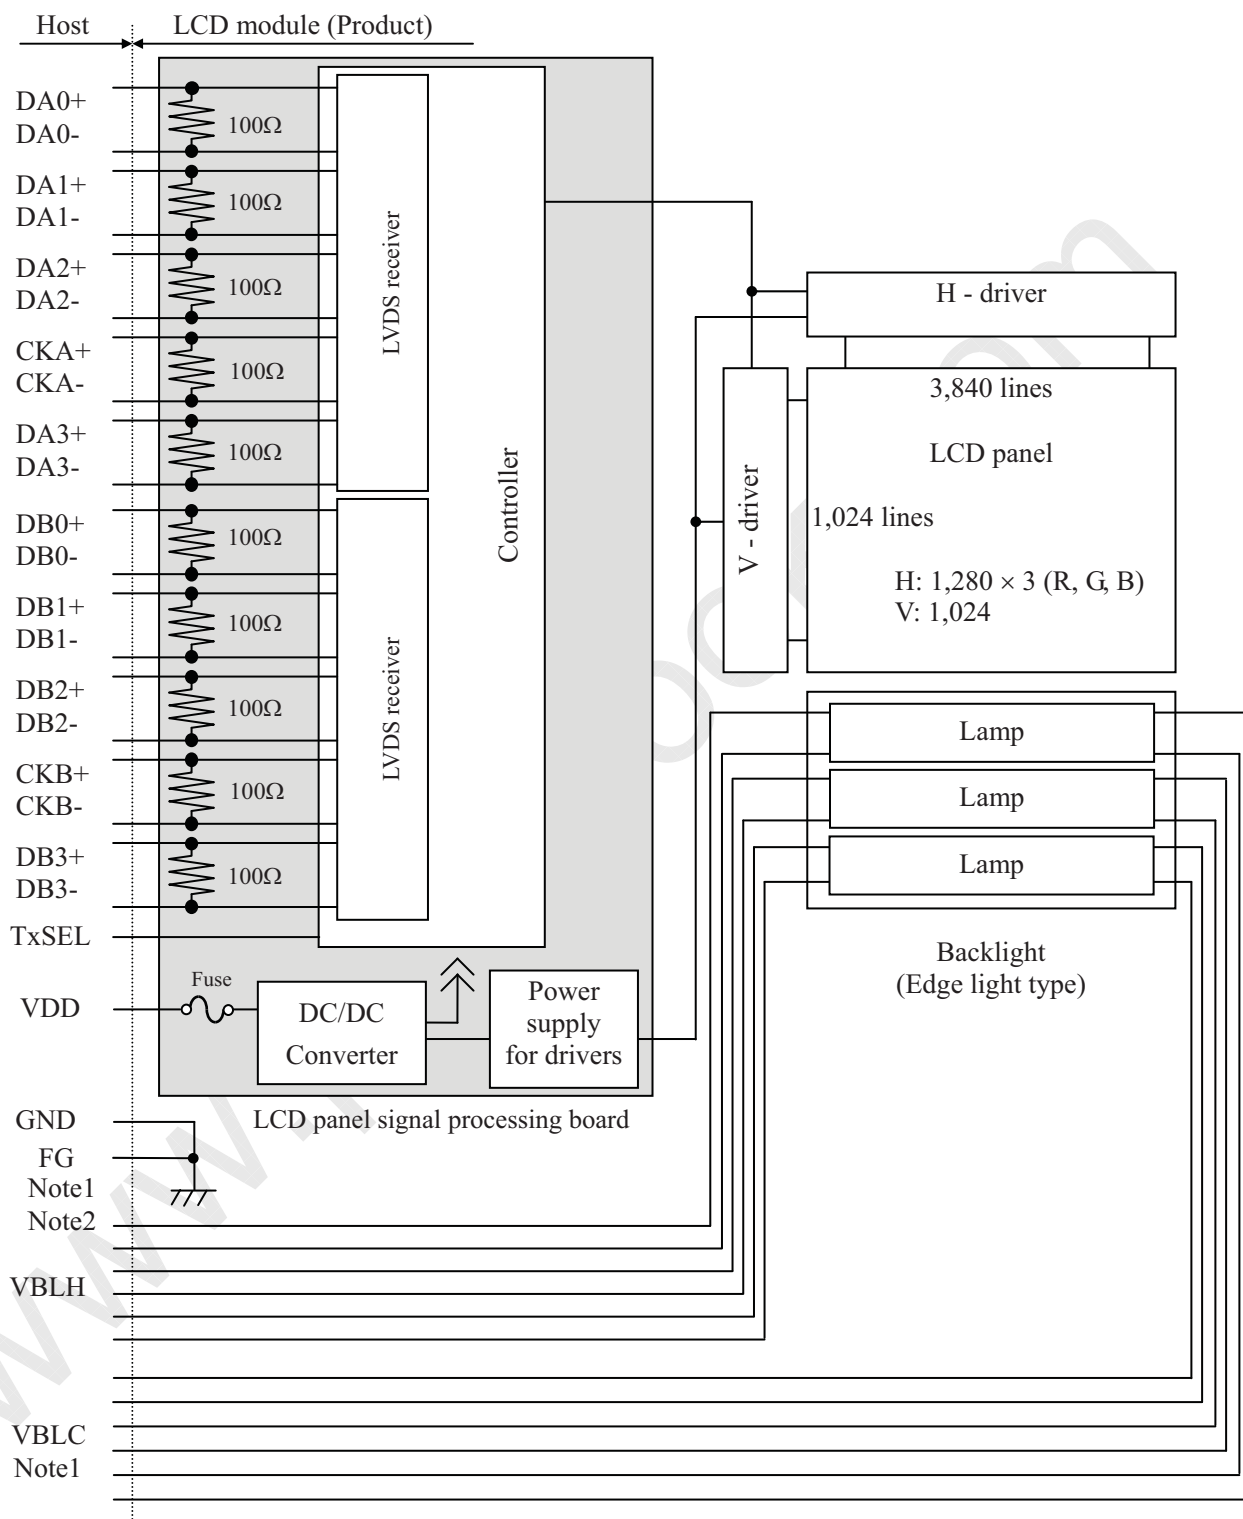 Host
LCD module (Product)
DA0+
DA0-
100Ω
DA1+
DA1-
100Ω
DA2+
DA2-
100Ω
CKA+
CKA-
100Ω
DA3+
DA3-
100Ω
DB0+
DB0-
100Ω
DB1+
DB1-
100Ω
DB2+
DB2-
100Ω
CKB+
CKB-
100Ω
DB3+
DB3-
100Ω
TxSEL
LVDS receiver
LVDS receiver
Controller
H - driver
V - driver
3,840 lines
LCD panel
1,024 lines
H: 1,280 × 3 (R, G, B)
V: 1,024
Lamp
Lamp
Lamp
Backlight
(Edge light type)
VDD
Fuse
DC/DC
Converter
Power
supply
for drivers
LCD panel signal processing board
GND
FG
Note1
Note2
VBLH
VBLC
Note1